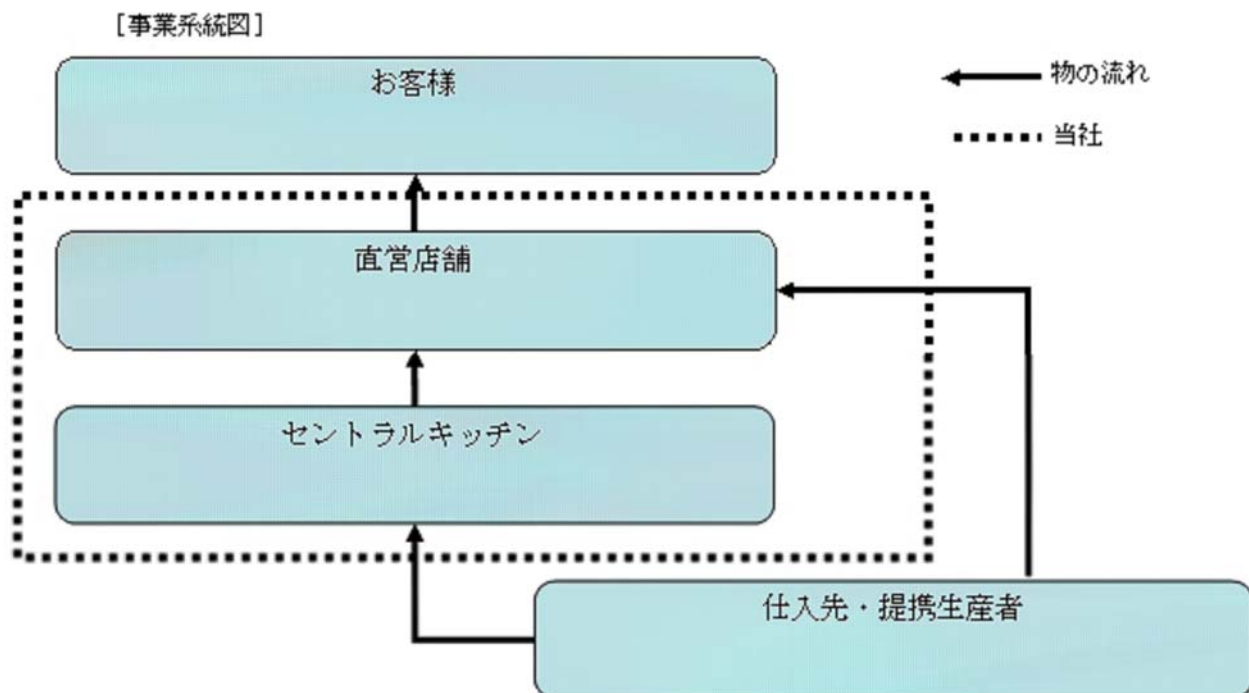 [事業系統図]
お客様
物の流れ
当社
直営店舗
セントラルキッチン
仕入先・提携生産者